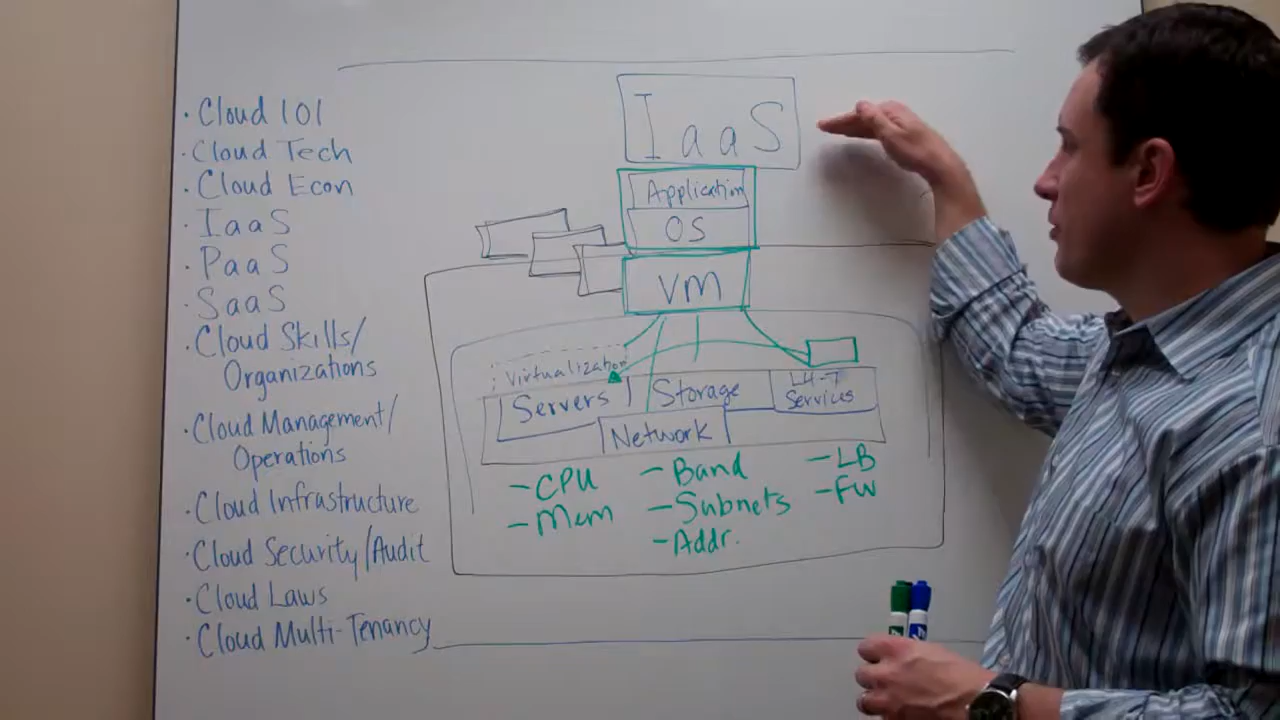 · Cloud 101
· Cloud Tech
· Cloud Econ
· IaaS
· PaaS
· SaaS
· Cloud Skills/
Organizations
· Cloud Management/
Operations
· Cloud Infrastructure
· Cloud Security/Audit
· Cloud Laws
· Cloud Multi-Tenancy
IaaS
Application
OS
VM
Virtualization
Servers
Storage
L4-7
Services
Network
- CPU
- Mem
- Band
- Subnets
- Addr.
- LB
- FW